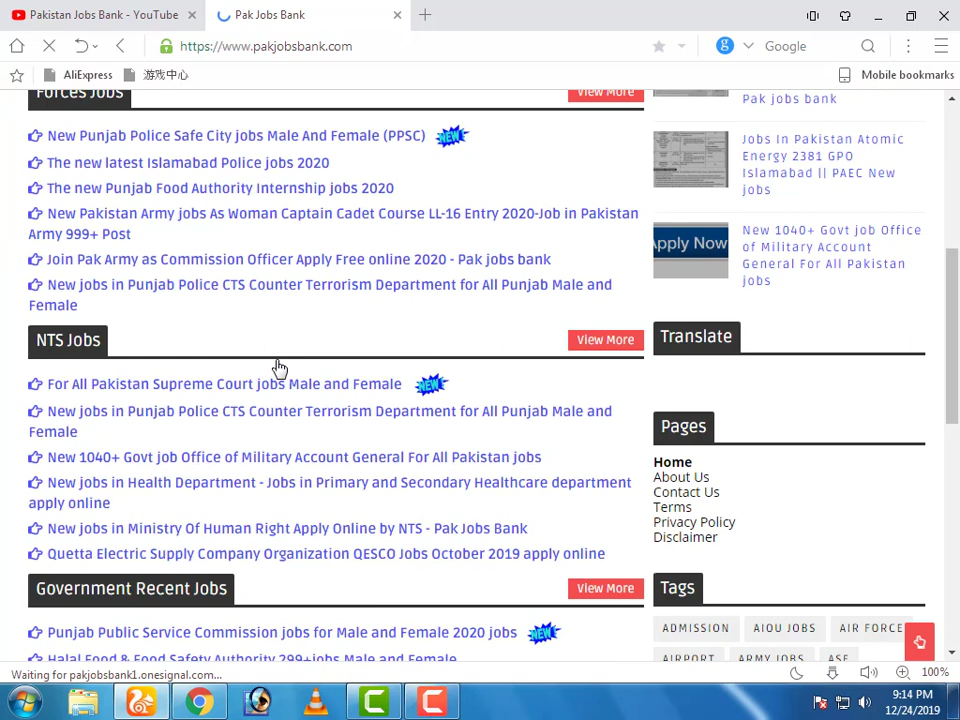 Pakistan Jobs Bank - YouTube
Pak Jobs Bank
https://www.pakjobsbank.com
Google
AliExpress
游戏中心
Mobile bookmarks
Forces Jobs
View More
New Punjab Police Safe City jobs Male And Female (PPSC)
NEW
The new latest Islamabad Police jobs 2020
The new Punjab Food Authority Internship jobs 2020
New Pakistan Army jobs As Woman Captain Cadet Course LL-16 Entry 2020-Job in Pakistan
Army 999+ Post
Join Pak Army as Commission Officer Apply Free online 2020 - Pak jobs bank
New jobs in Punjab Police CTS Counter Terrorism Department for All Punjab Male and
Female
NTS Jobs
View More
For All Pakistan Supreme Court jobs Male and Female
NEW
New jobs in Punjab Police CTS Counter Terrorism Department for All Punjab Male and
Female
New 1040+ Govt job Office of Military Account General For All Pakistan jobs
New jobs in Health Department - Jobs in Primary and Secondary Healthcare department
apply online
New jobs in Ministry Of Human Right Apply Online by NTS - Pak Jobs Bank
Quetta Electric Supply Company Organization QESCO Jobs October 2019 apply online
Government Recent Jobs
View More
Punjab Public Service Commission jobs for Male and Female 2020 jobs
NEW
Halal Food & Food Safety Authority 299+jobs Male and Female
Pak jobs bank
Jobs In Pakistan Atomic
Energy 2381 GPO
Islamabad || PAEC New
jobs
Apply Now
New 1040+ Govt job Office
of Military Account
General For All Pakistan
jobs
Translate
Pages
Home
About Us
Contact Us
Terms
Privacy Policy
Disclaimer
Tags
ADMISSION
AIOU JOBS
AIR FORCE
AIRPORT
ARMY JOBS
ASF
Waiting for pakjobsbank1.onesignal.com...
100%
9:14 PM
12/24/2019